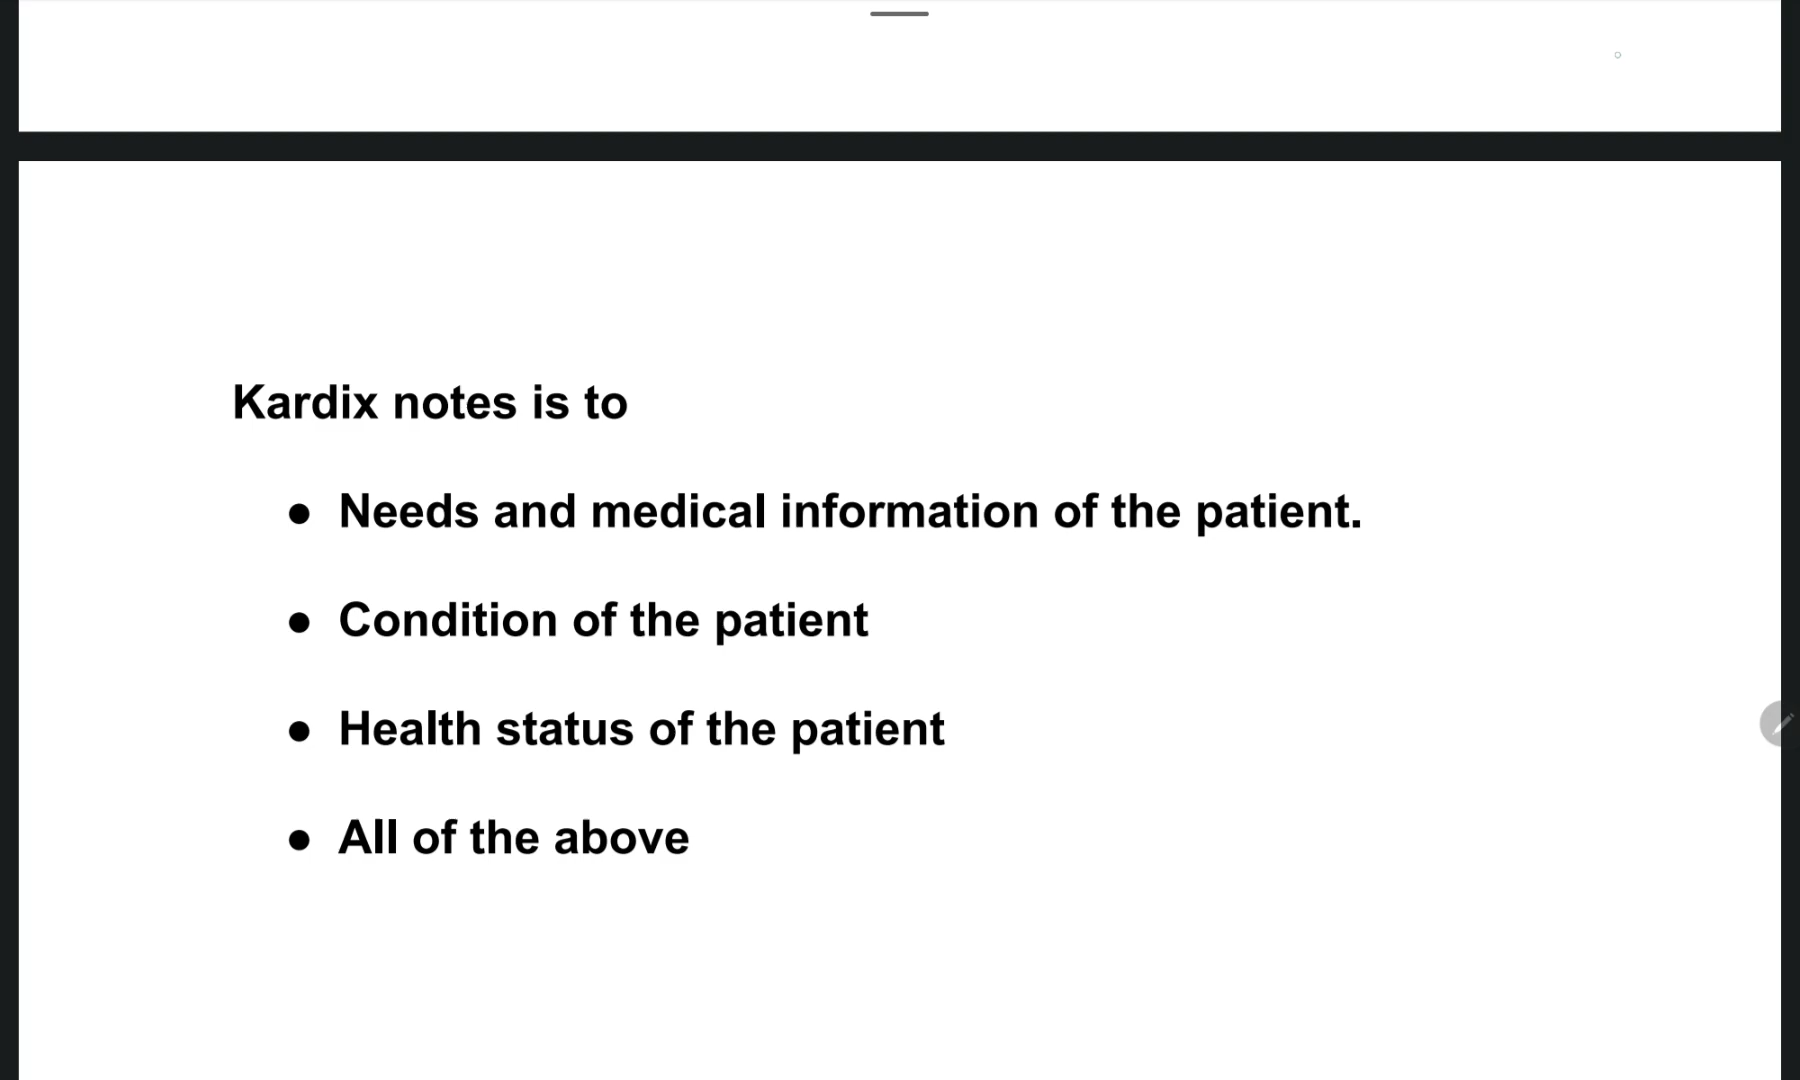 Kardix notes is to
● Needs and medical information of the patient.
● Condition of the patient
● Health status of the patient
● All of the above